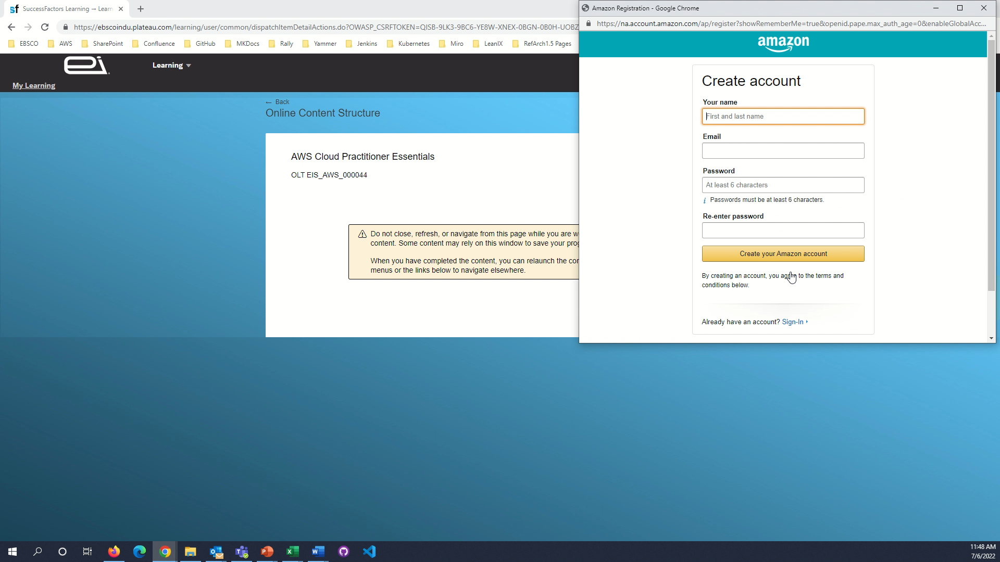 SuccessFactors Learning → Learn
https://ebscoindu.plateau.com/learning/user/common/dispatchItemDetailActions.do?OWASP_CSRFTOKEN=QISB-9LK3-9BC6-YE8W-XNEX-0BGN-0B0H-UOBZ
EBSCO AWS SharePoint Confluence GitHub MKDocs Rally Yammer Jenkins Kubernetes Miro LeanIX RefArch1.5 Pages
ei
Learning
My Learning
← Back
Online Content Structure
AWS Cloud Practitioner Essentials
OLT EIS_AWS_000044
Do not close, refresh, or navigate from this page while you are w
content. Some content may rely on this window to save your prog
When you have completed the content, you can relaunch the con
menus or the links below to navigate elsewhere.
Amazon Registration - Google Chrome
https://na.account.amazon.com/ap/register?showRememberMe=true&openid.pape.max_auth_age=0&enableGlobalAcc...
amazon
Create account
Your name
First and last name
Email
Password
At least 6 characters
i Passwords must be at least 6 characters.
Re-enter password
Create your Amazon account
By creating an account, you agree to the terms and
conditions below.
Already have an account? Sign-In
11:48 AM
7/6/2022